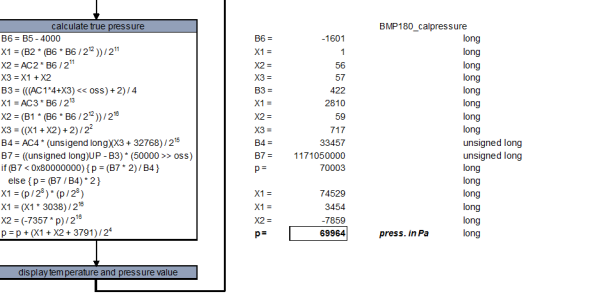 calculate true pressure
B6 = B5 - 4000
X1 = (B2 * (B6 * B6 / 2^12 )) / 2^11
X2 = AC2 * B6 / 2^11
X3 = X1 + X2
B3 = (((AC1*4+X3) << oss) + 2) / 4
X1 = AC3 * B6 / 2^13
X2 = (B1 * (B6 * B6 / 2^12 )) / 2^16
X3 = ((X1 + X2) + 2) / 2^2
B4 = AC4 * (unsigend long)(X3 + 32768) / 2^15
B7 = ((unsigned long)UP - B3) * (50000 >> oss)
if (B7 < 0x80000000) { p = (B7 * 2) / B4 }
else { p = (B7 / B4) * 2 }
X1 = (p / 2^8 ) * (p / 2^8 )
X1 = (X1 * 3038) / 2^16
X2 = (-7357 * p) / 2^16
p = p + (X1 + X2 + 3791) / 2^4
display temperature and pressure value
BMP180_calpressure
B6 = -1601 long
X1 = 1 long
X2 = 56 long
X3 = 57 long
B3 = 422 long
X1 = 2810 long
X2 = 59 long
X3 = 717 long
B4 = 33457 unsigned long
B7 = 1171050000 unsigned long
p = 70003 long
long
X1 = 74529 long
X1 = 3454 long
X2 = -7859 long
p = 69964 press. in Pa long